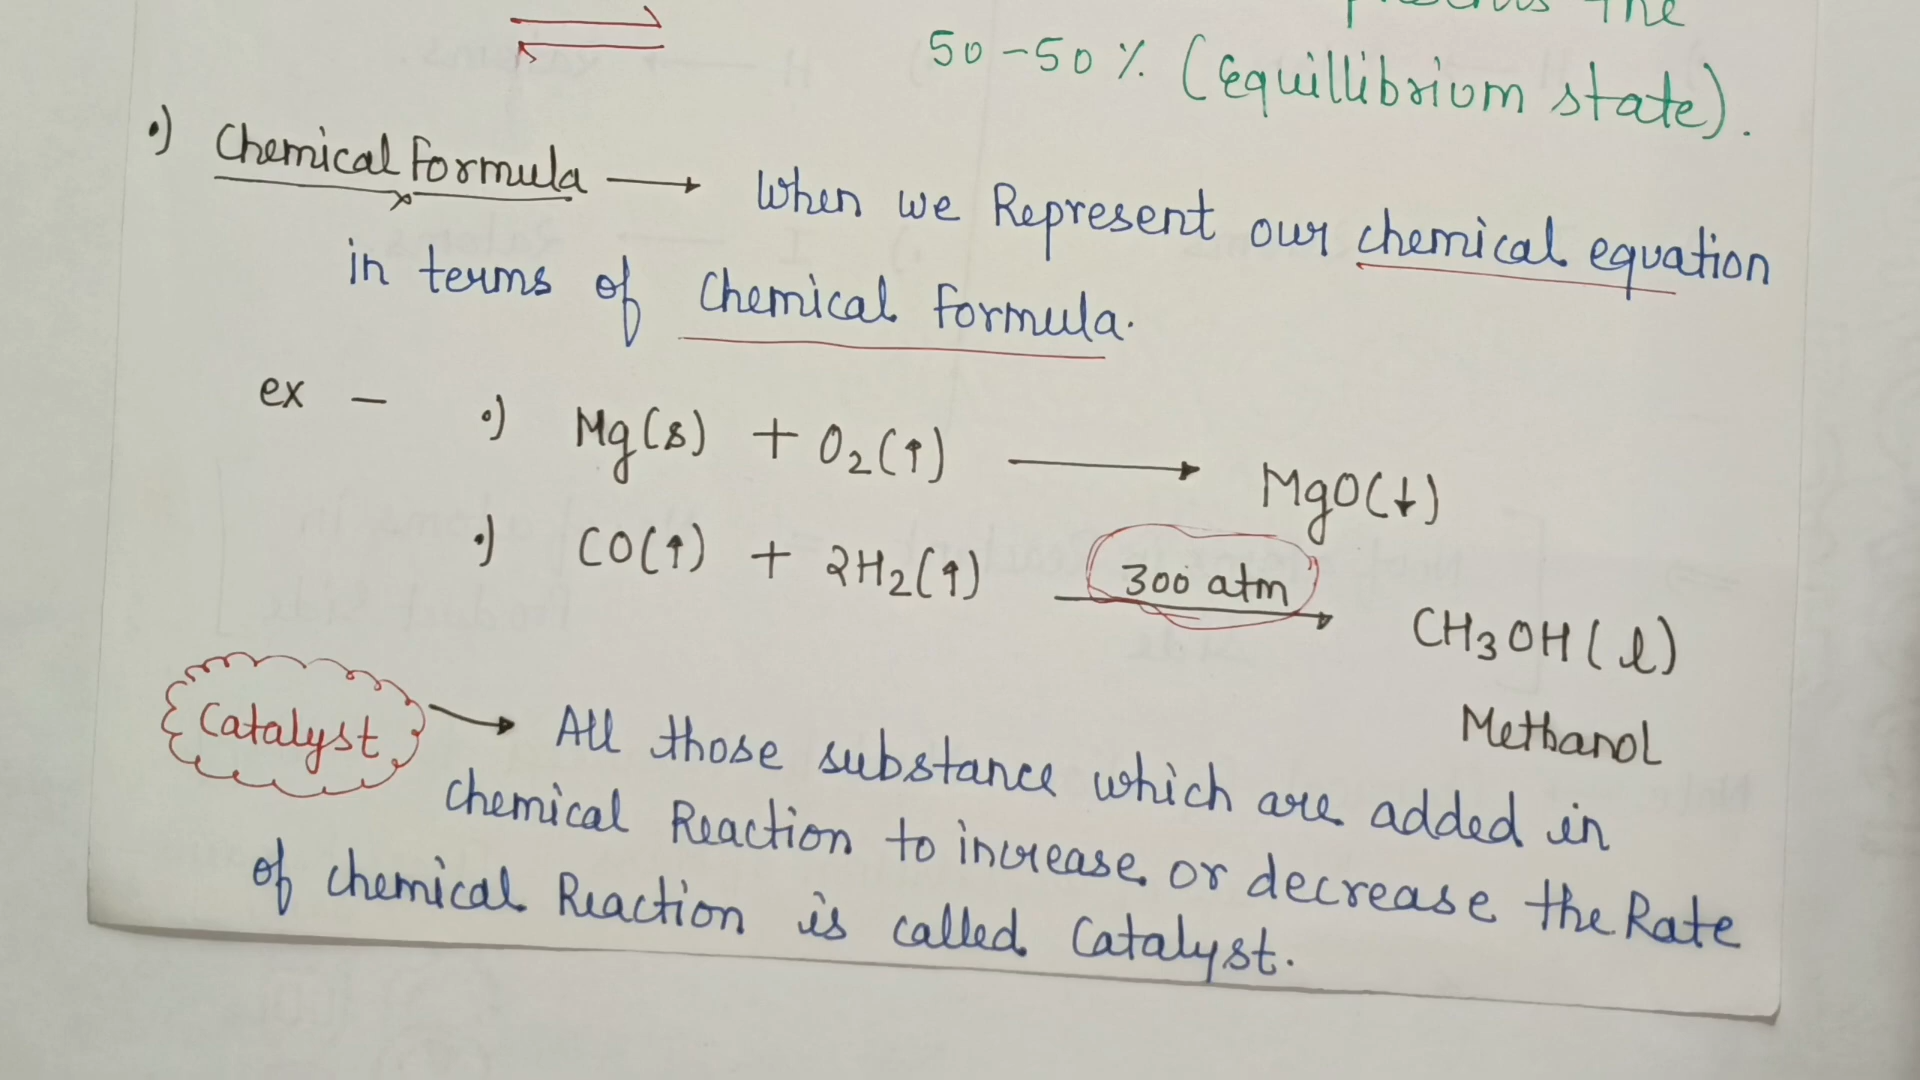 The
50-50% (Equillibrium state).
•) Chemical Formula → When we Represent our chemical equation
in terms of Chemical Formula.
ex - •) Mg(s) + O₂(↑) → MgO(↓)
•) CO(↑) + 2H₂(↑) 300 atm → CH₃OH(l)
Methanol
Catalyst → All those substance which are added in
chemical Reaction to increase or decrease the Rate
of chemical Reaction is called Catalyst.